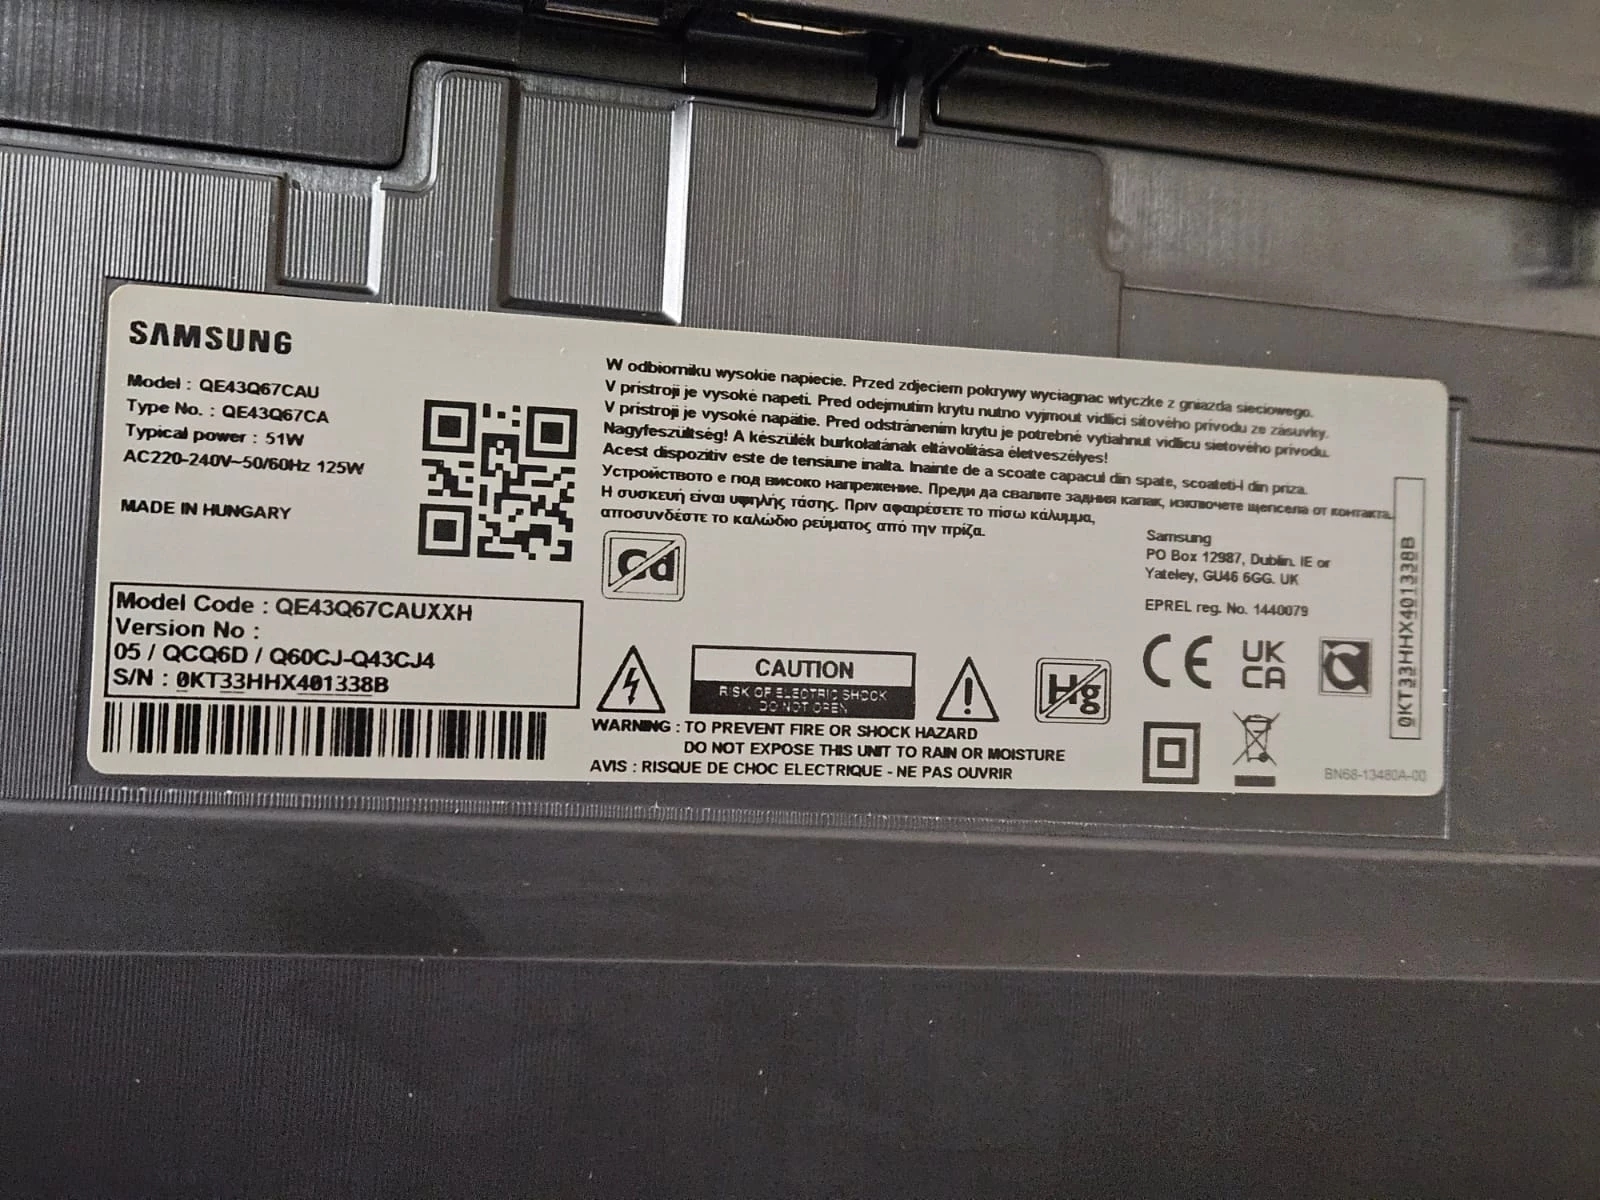 SAMSUNG
Model : QE43Q67CAU
Type No. : QE43Q67CA
Typical power : 51W
AC220-240V~50/60Hz 125W
MADE IN HUNGARY
Model Code : QE43Q67CAUXXH
Version No :
05 / QCQ6D / Q60CJ-Q43CJ4
S/N : 0KT33HHX401338B
W odbiorniku wysokie napiecie. Przed zdjeciem pokrywy wyciagnac wtyczke z gniazda sieciowego.
V pristroji je vysoké napeti. Pred odejmutim krytu nutno vyjmout vidlici sitového privodu ze zásuvky.
V pristroji je vysoké napätie. Pred odstránením krytu je potrebné vytiahnut vidlicu sietového privodu.
Nagyfeszültség! A készülék burkolatának eltávolítása életveszélyes!
Acest dispozitiv este de tensiune inalta. Inainte de a scoate capacul din spate, scoateti-l din priza.
Устройството е под високо напрежение. Преди да свалите задния капак, изключете щепсела от контакта.
Η συσκευή είναι υψηλής τάσης. Πριν αφαιρέσετε το πίσω κάλυμμα,
αποσυνδέστε το καλώδιο ρεύματος από την πρίζα.
Cd
CAUTION
RISK OF ELECTRIC SHOCK
DO NOT OPEN
Hg
WARNING : TO PREVENT FIRE OR SHOCK HAZARD
DO NOT EXPOSE THIS UNIT TO RAIN OR MOISTURE
AVIS : RISQUE DE CHOC ELECTRIQUE - NE PAS OUVRIR
Samsung
PO Box 12987, Dublin. IE or
Yateley, GU46 6GG. UK
EPREL reg. No. 1440079
CE
UK
CA
0KT33HHX401338B
BN68-13480A-00